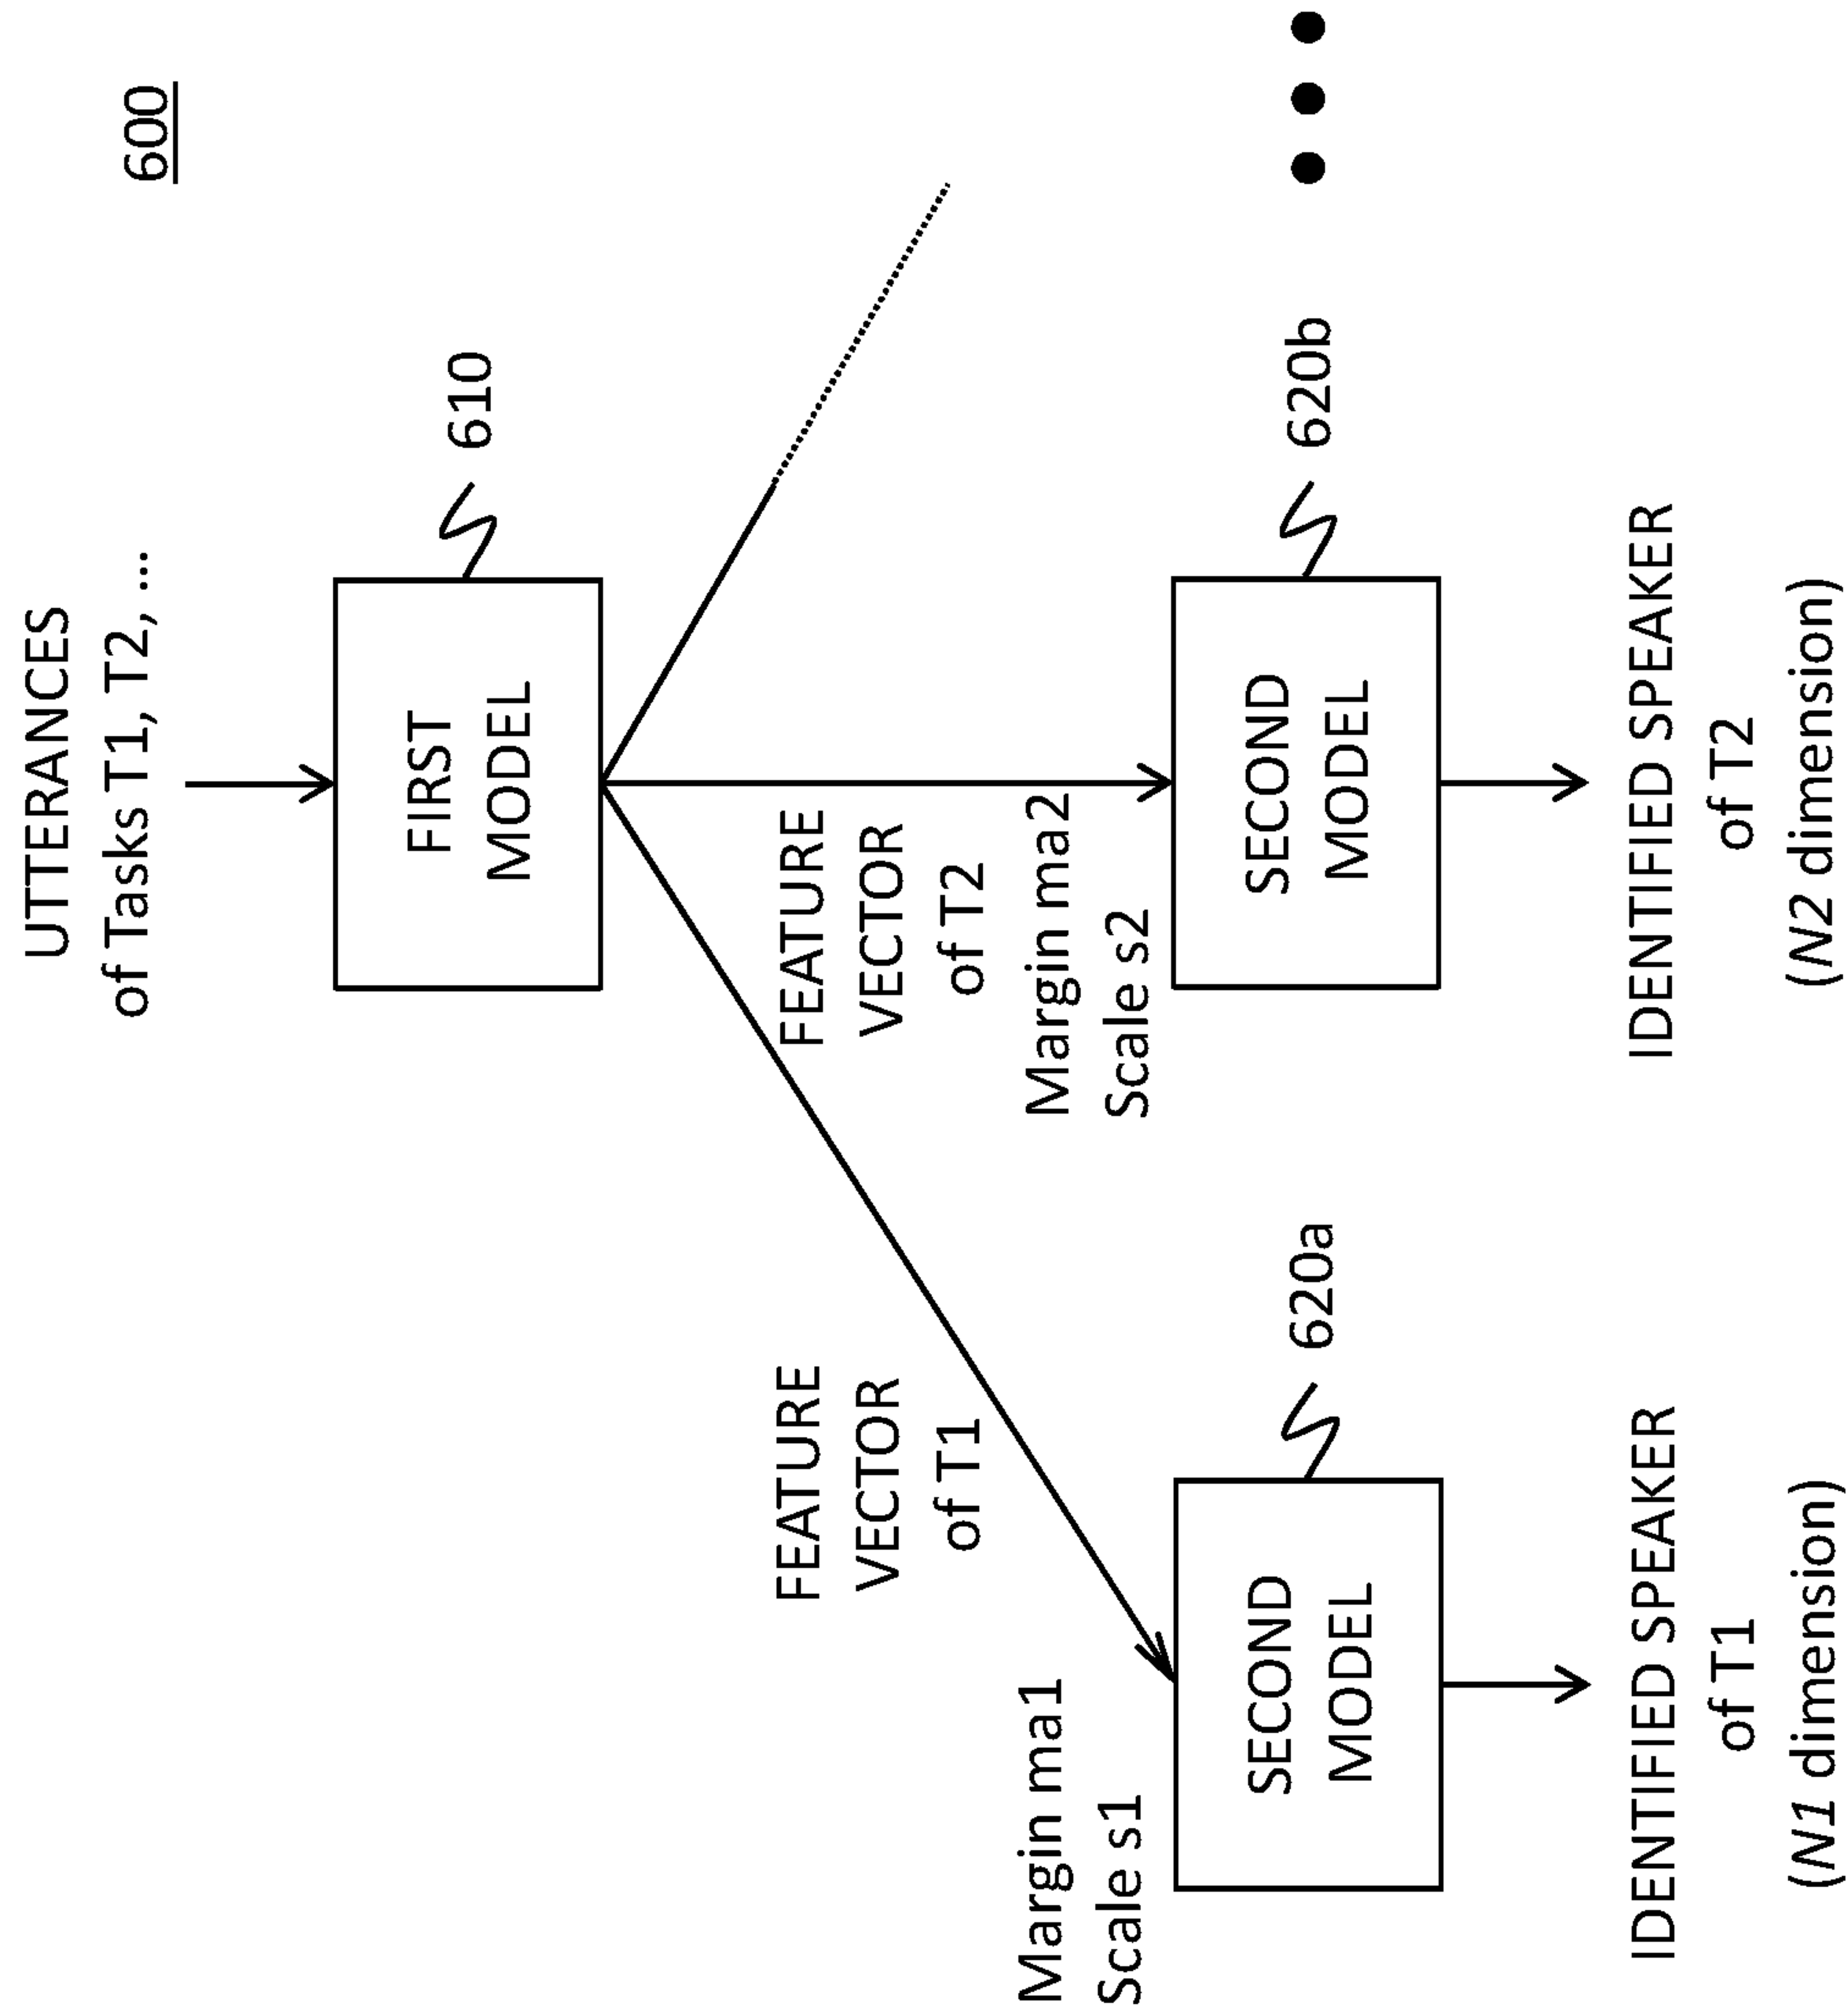 600
UTTERANCES
of Tasks T1, T2, ...
FIRST
MODEL
610
FEATURE
VECTOR
of T1
Margin ma1
Scale s1
FEATURE
VECTOR
of T2
Margin ma2
Scale s2
SECOND
MODEL
620a
SECOND
MODEL
620b
IDENTIFIED SPEAKER
of T1
(N1 dimension)
IDENTIFIED SPEAKER
of T2
(N2 dimension)